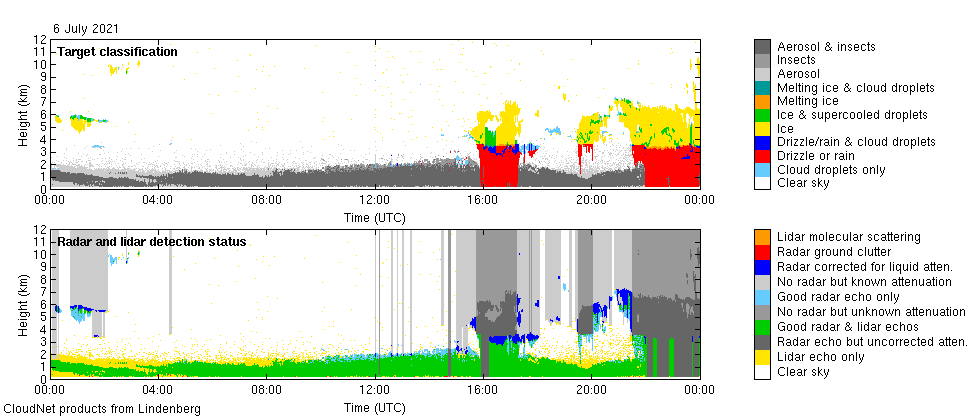 6 July 2021
Target classification
12
11
10
9
8
7
6
5
4
3
2
1
0
Height (km)
00:00 04:00 08:00 12:00 16:00 20:00 00:00
Time (UTC)
Aerosol & insects
Insects
Aerosol
Melting ice & cloud droplets
Melting ice
Ice & supercooled droplets
Ice
Drizzle/rain & cloud droplets
Drizzle or rain
Cloud droplets only
Clear sky
Radar and lidar detection status
12
11
10
9
8
7
6
5
4
3
2
1
0
Height (km)
00:00 04:00 08:00 12:00 16:00 20:00 00:00
Time (UTC)
Lidar molecular scattering
Radar ground clutter
Radar corrected for liquid atten.
No radar but known attenuation
Good radar echo only
No radar but unknown attenuation
Good radar & lidar echos
Radar echo but uncorrected atten.
Lidar echo only
Clear sky
CloudNet products from Lindenberg